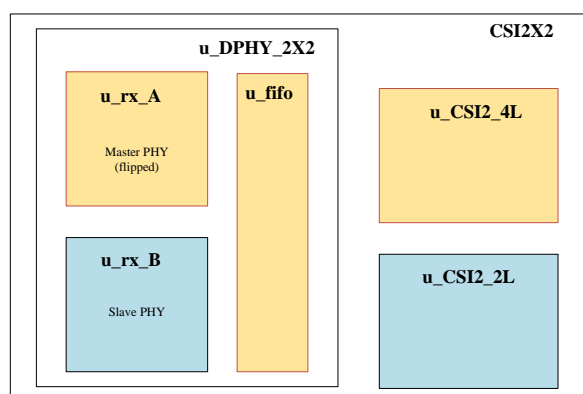 CSI2X2
u_DPHY_2X2
u_rx_A
Master PHY
(flipped)
u_fifo
u_rx_B
Slave PHY
u_CSI2_4L
u_CSI2_2L